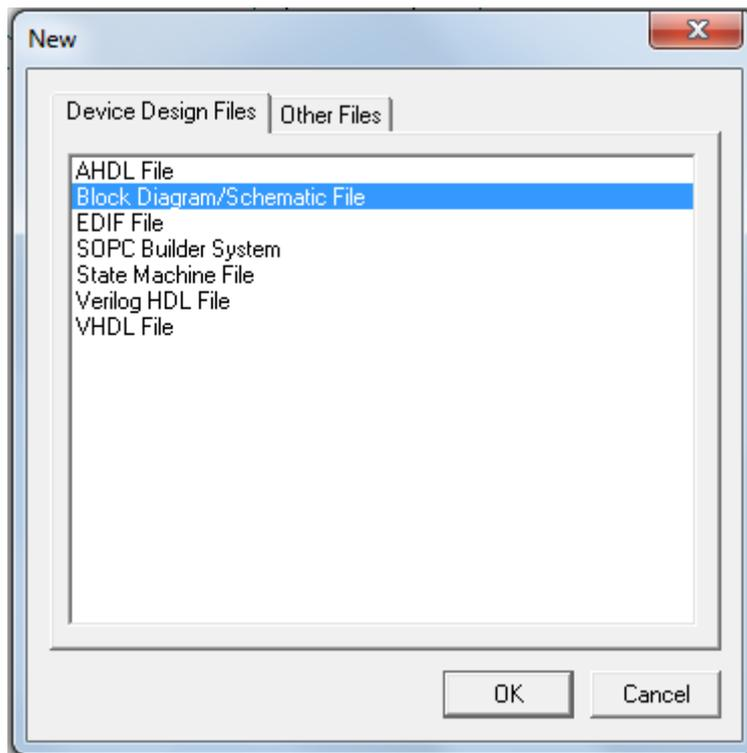 New
Device Design Files
Other Files
AHDL File
Block Diagram/Schematic File
EDIF File
SOPC Builder System
State Machine File
Verilog HDL File
VHDL File
OK
Cancel